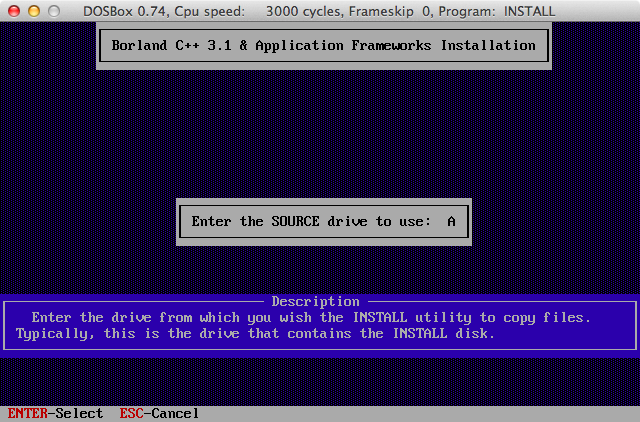 DOSBox 0.74, Cpu speed:    3000 cycles, Frameskip  0, Program:  INSTALL
Borland C++ 3.1 & Application Frameworks Installation
Enter the SOURCE drive to use:  A
Description
Enter the drive from which you wish the INSTALL utility to copy files.
Typically, this is the drive that contains the INSTALL disk.
ENTER-Select  ESC-Cancel